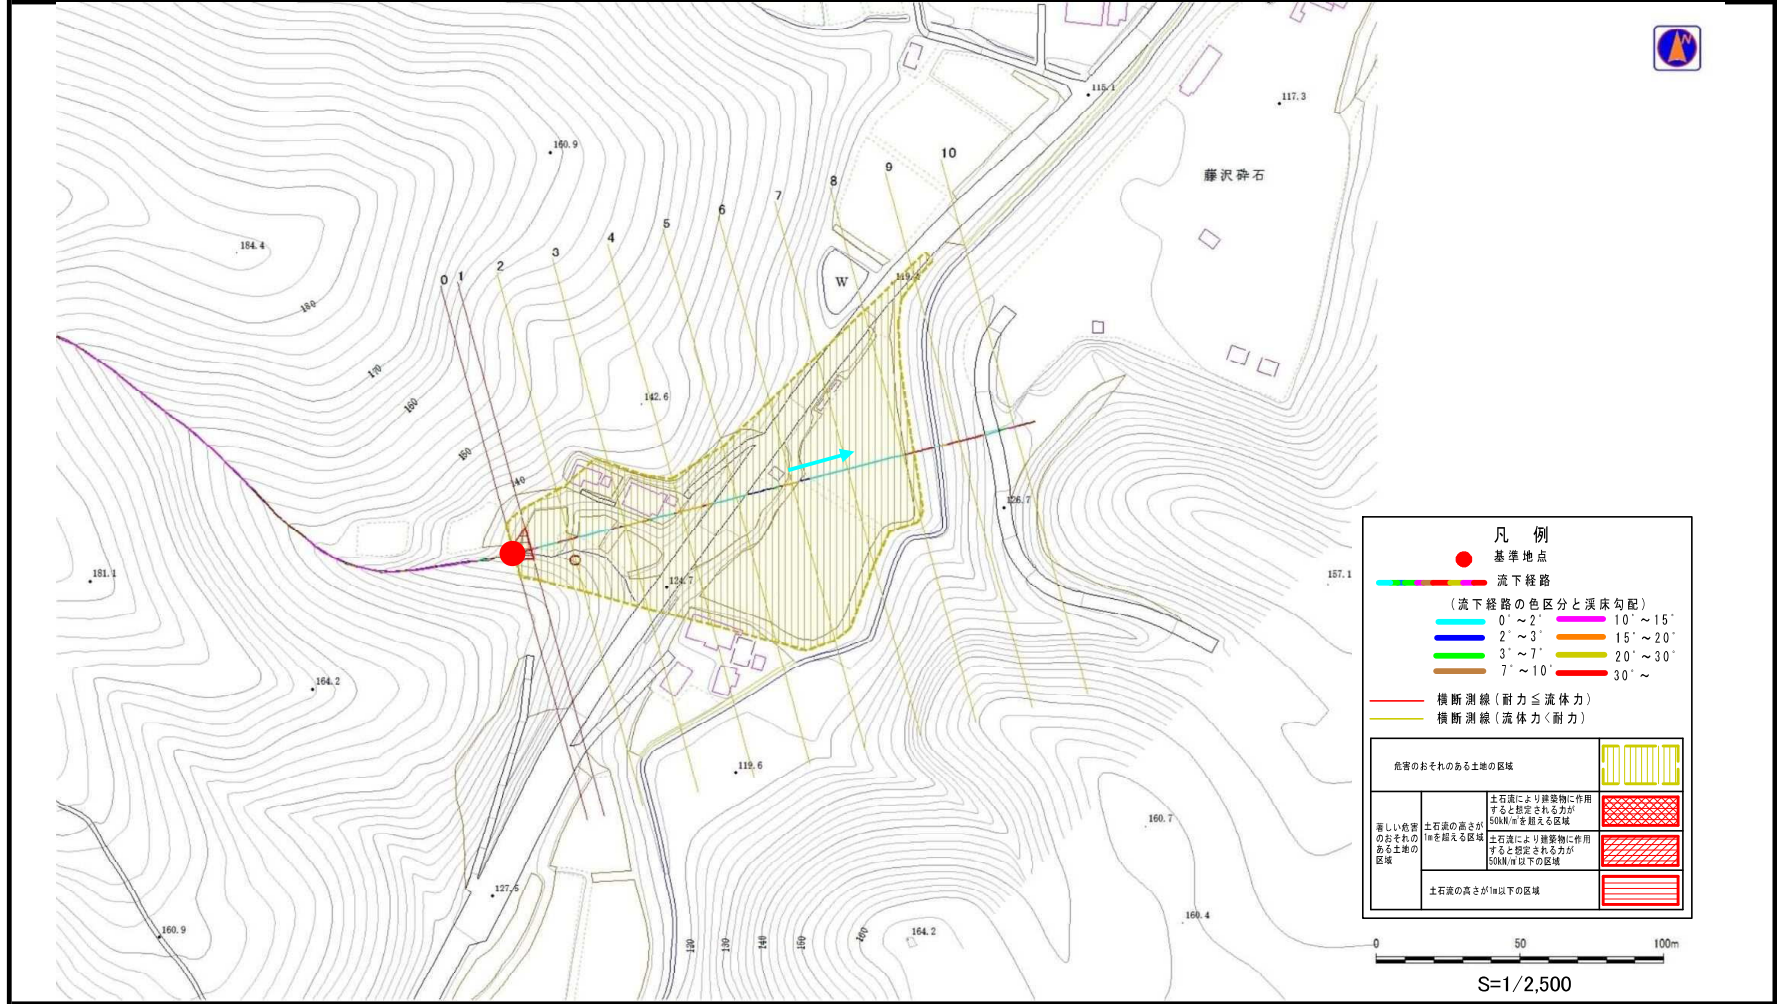 N
115.1
117.3
160.9
藤沢砕石
10
9
8
7
6
5
4
3
2
1
0
184.4
180
119.2
W
170
142.6
160
150
140
126.7
124.7
181.1
157.1
164.2
119.6
160.7
127.5
160.9
160.4
164.2
120
130
140
150
160
凡 例
基準地点
流下経路
(流下経路の色区分と渓床勾配)
0°～2° 10°～15°
2°～3° 15°～20°
3°～7° 20°～30°
7°～10° 30°～
横断測線(耐力≦流体力)
横断測線(流体力<耐力)
危害のおそれのある土地の区域
著しい危害
のおそれの
ある土地の
区域
土石流の高さが
1mを超える区域
土石流により建築物に作用
すると想定される力が
50kN/㎡を超える区域
土石流により建築物に作用
すると想定される力が
50kN/㎡以下の区域
土石流の高さが1m以下の区域
0 50 100m
S=1/2,500